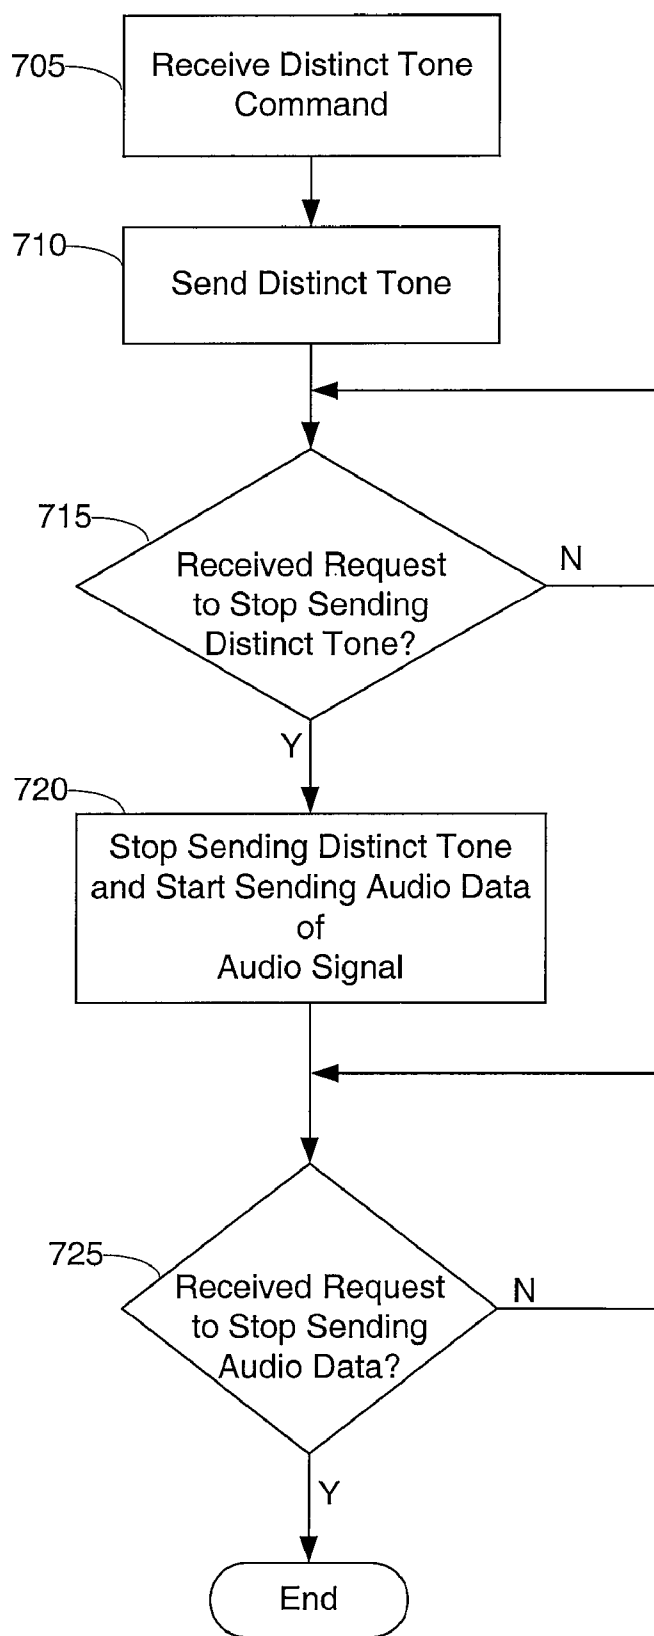 705
Receive Distinct Tone
Command
710
Send Distinct Tone
715
Received Request
to Stop Sending
Distinct Tone?
N
Y
720
Stop Sending Distinct Tone
and Start Sending Audio Data
of
Audio Signal
725
Received Request
to Stop Sending
Audio Data?
N
Y
End